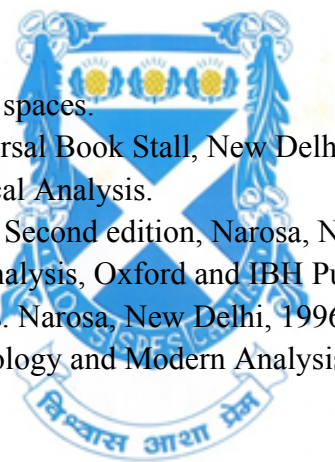 spaces.
ersal Book Stall, New Delh
cal Analysis.
Second edition, Narosa, N
nalysis, Oxford and IBH Pu
. Narosa, New Delhi, 1996
ology and Modern Analysis
विश्वास आशा प्रेम